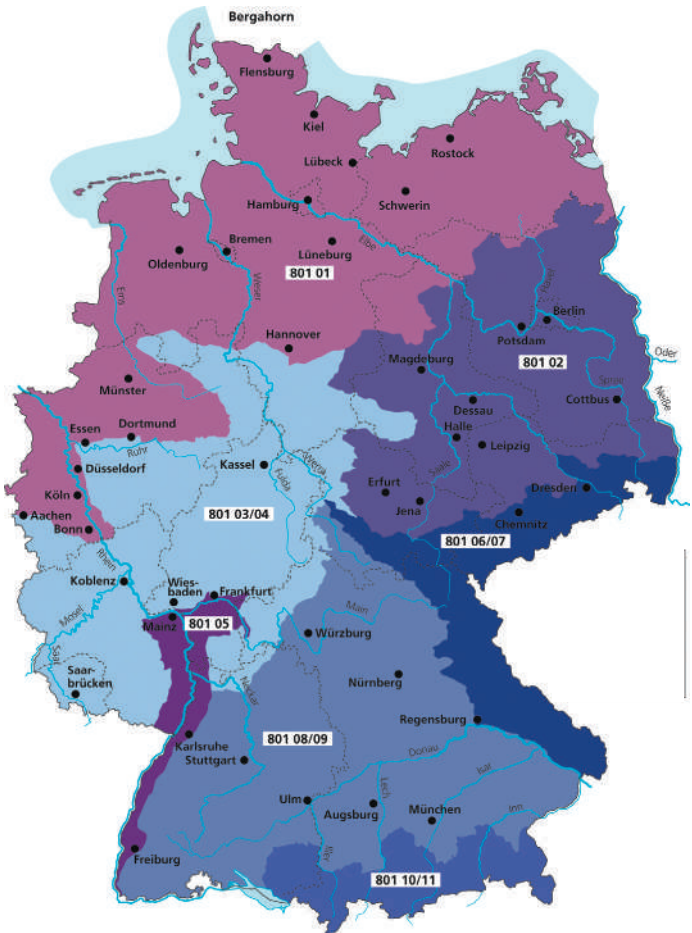 Bergahorn
Flensburg
Kiel
Rostock
Lübeck
Schwerin
Hamburg
Elbe
Bremen
Lüneburg
Oldenburg
801 01
Weser
Ems
Havel
Berlin
Hannover
Potsdam
Oder
Magdeburg
801 02
Münster
Spree
Neiße
Cottbus
Dessau
Essen
Dortmund
Halle
Ruhr
Leipzig
Düsseldorf
Kassel
Werra
Fulda
Saale
Erfurt
Dresden
Köln
Jena
Aachen
801 03/04
Chemnitz
Bonn
801 06/07
Rhein
Koblenz
Wies-
baden
Frankfurt
Mosel
Main
Mainz
801 05
Würzburg
Saar
Saar-
brücken
Neckar
Nürnberg
Regensburg
801 08/09
Karlsruhe
Stuttgart
Donau
Isar
Ulm
Lech
Inn
Augsburg
München
Iller
Freiburg
801 10/11